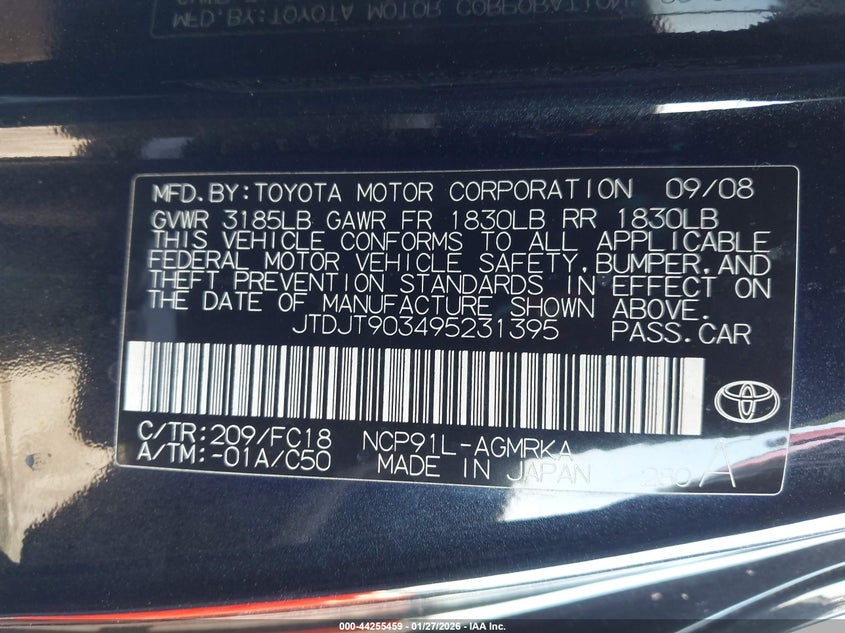 MFD.BY:TOYOTA MOTOR CORPORATION 09/08
GVWR 3185LB GAWR FR 1830LB RR 1830LB
THIS VEHICLE CONFORMS TO ALL APPLICABLE
FEDERAL MOTOR VEHICLE SAFETY,BUMPER,AND
THEFT PREVENTION STANDARDS IN EFFECT ON
THE DATE OF MANUFACTURE SHOWN ABOVE.
JTDJT903495231395 PASS.CAR
C/TR:209/FC18 NCP91L-AGMRKA
A/TM:-01A/C50 MADE IN JAPAN A
000-44255459 - 01/27/2026 - IAA Inc.